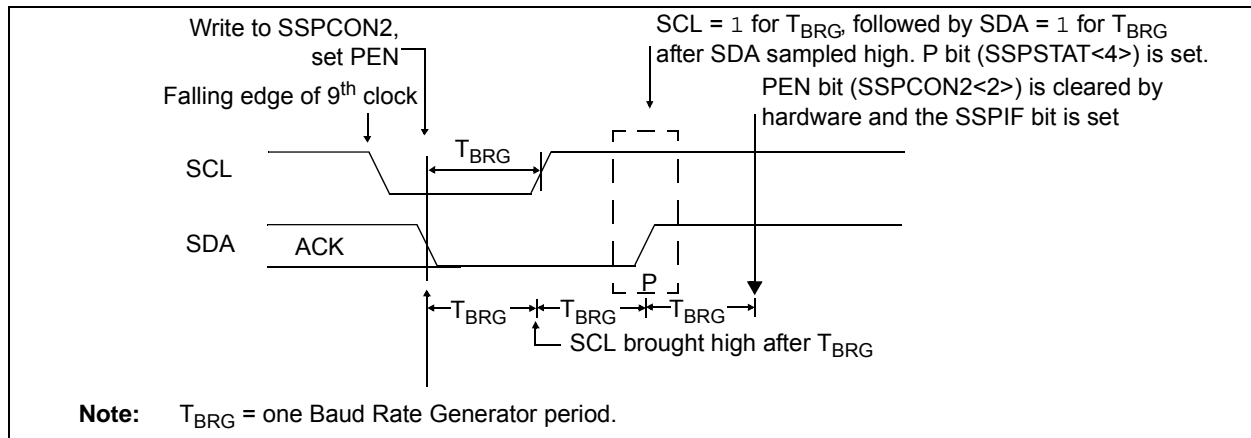 Write to SSPCON2,
set PEN
SCL = 1 for TBRG, followed by SDA = 1 for TBRG
after SDA sampled high. P bit (SSPSTAT<4>) is set.
Falling edge of 9th clock
PEN bit (SSPCON2<2>) is cleared by
hardware and the SSPIF bit is set
TBRG
SCL
SDA
ACK
P
TBRG TBRG TBRG
SCL brought high after TBRG
Note: TBRG = one Baud Rate Generator period.